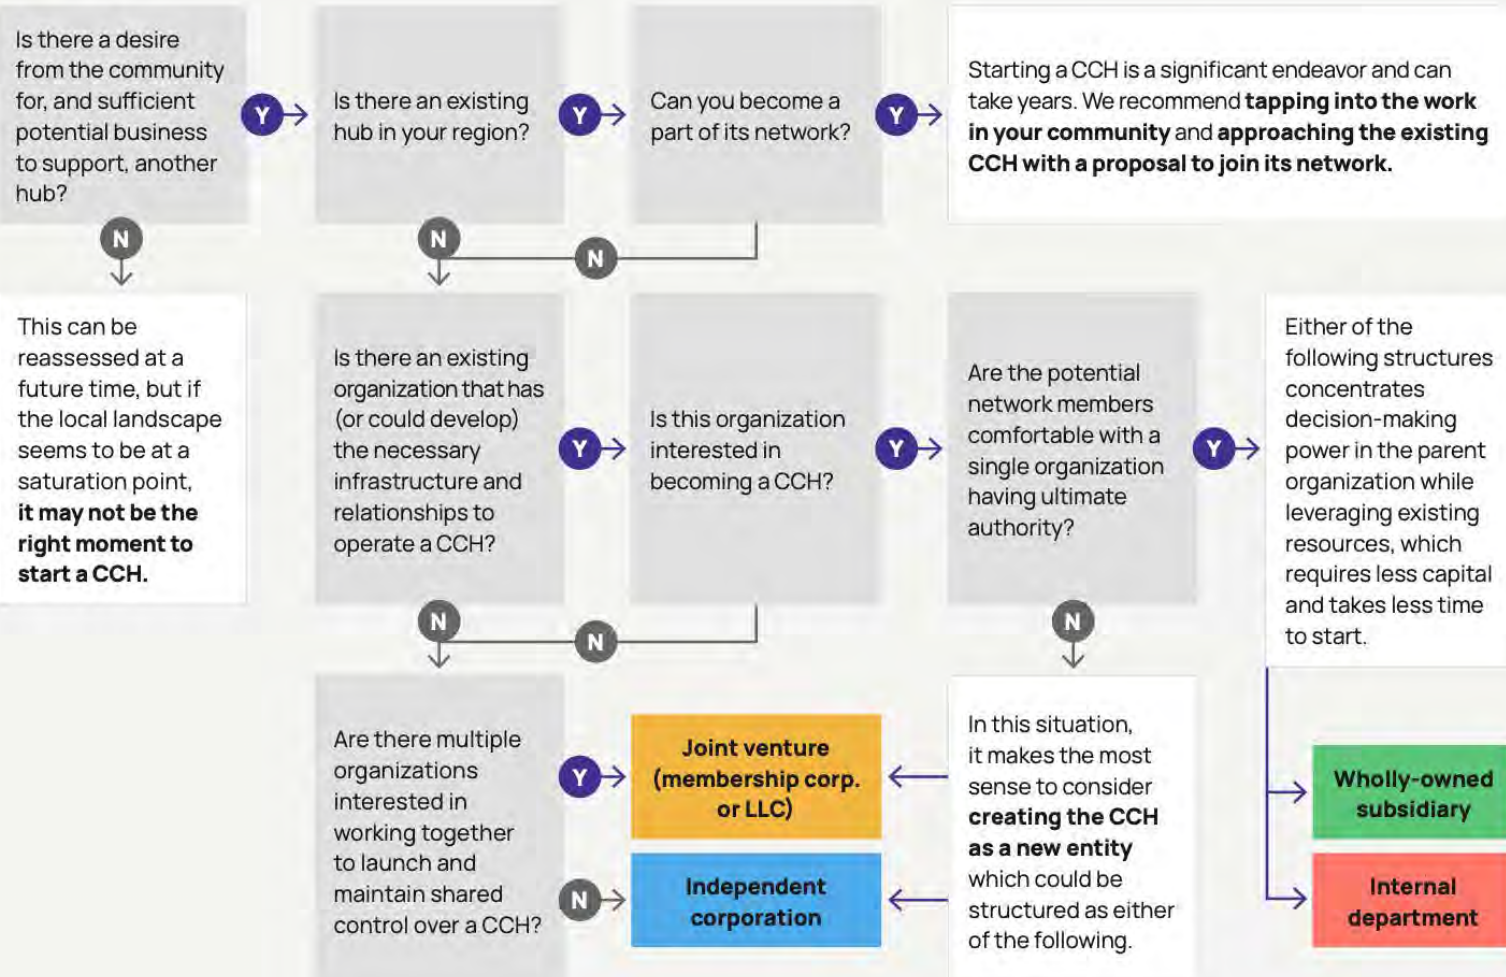 Is there a desire
from the community
for, and sufficient
potential business
to support, another
hub?
Y
Is there an existing
hub in your region?
Y
Can you become a
part of its network?
Y
Starting a CCH is a significant endeavor and can
take years. We recommend tapping into the work
in your community and approaching the existing
CCH with a proposal to join its network.
N
N
N
This can be
reassessed at a
future time, but if
the local landscape
seems to be at a
saturation point,
it may not be the
right moment to
start a CCH.
Is there an existing
organization that has
(or could develop)
the necessary
infrastructure and
relationships to
operate a CCH?
Y
Is this organization
interested in
becoming a CCH?
Y
Are the potential
network members
comfortable with a
single organization
having ultimate
authority?
Y
Either of the
following structures
concentrates
decision-making
power in the parent
organization while
leveraging existing
resources, which
requires less capital
and takes less time
to start.
N
N
N
Are there multiple
organizations
interested in
working together
to launch and
maintain shared
control over a CCH?
Y
Joint venture
(membership corp.
or LLC)
N
Independent
corporation
In this situation,
it makes the most
sense to consider
creating the CCH
as a new entity
which could be
structured as either
of the following.
Wholly-owned
subsidiary
Internal
department